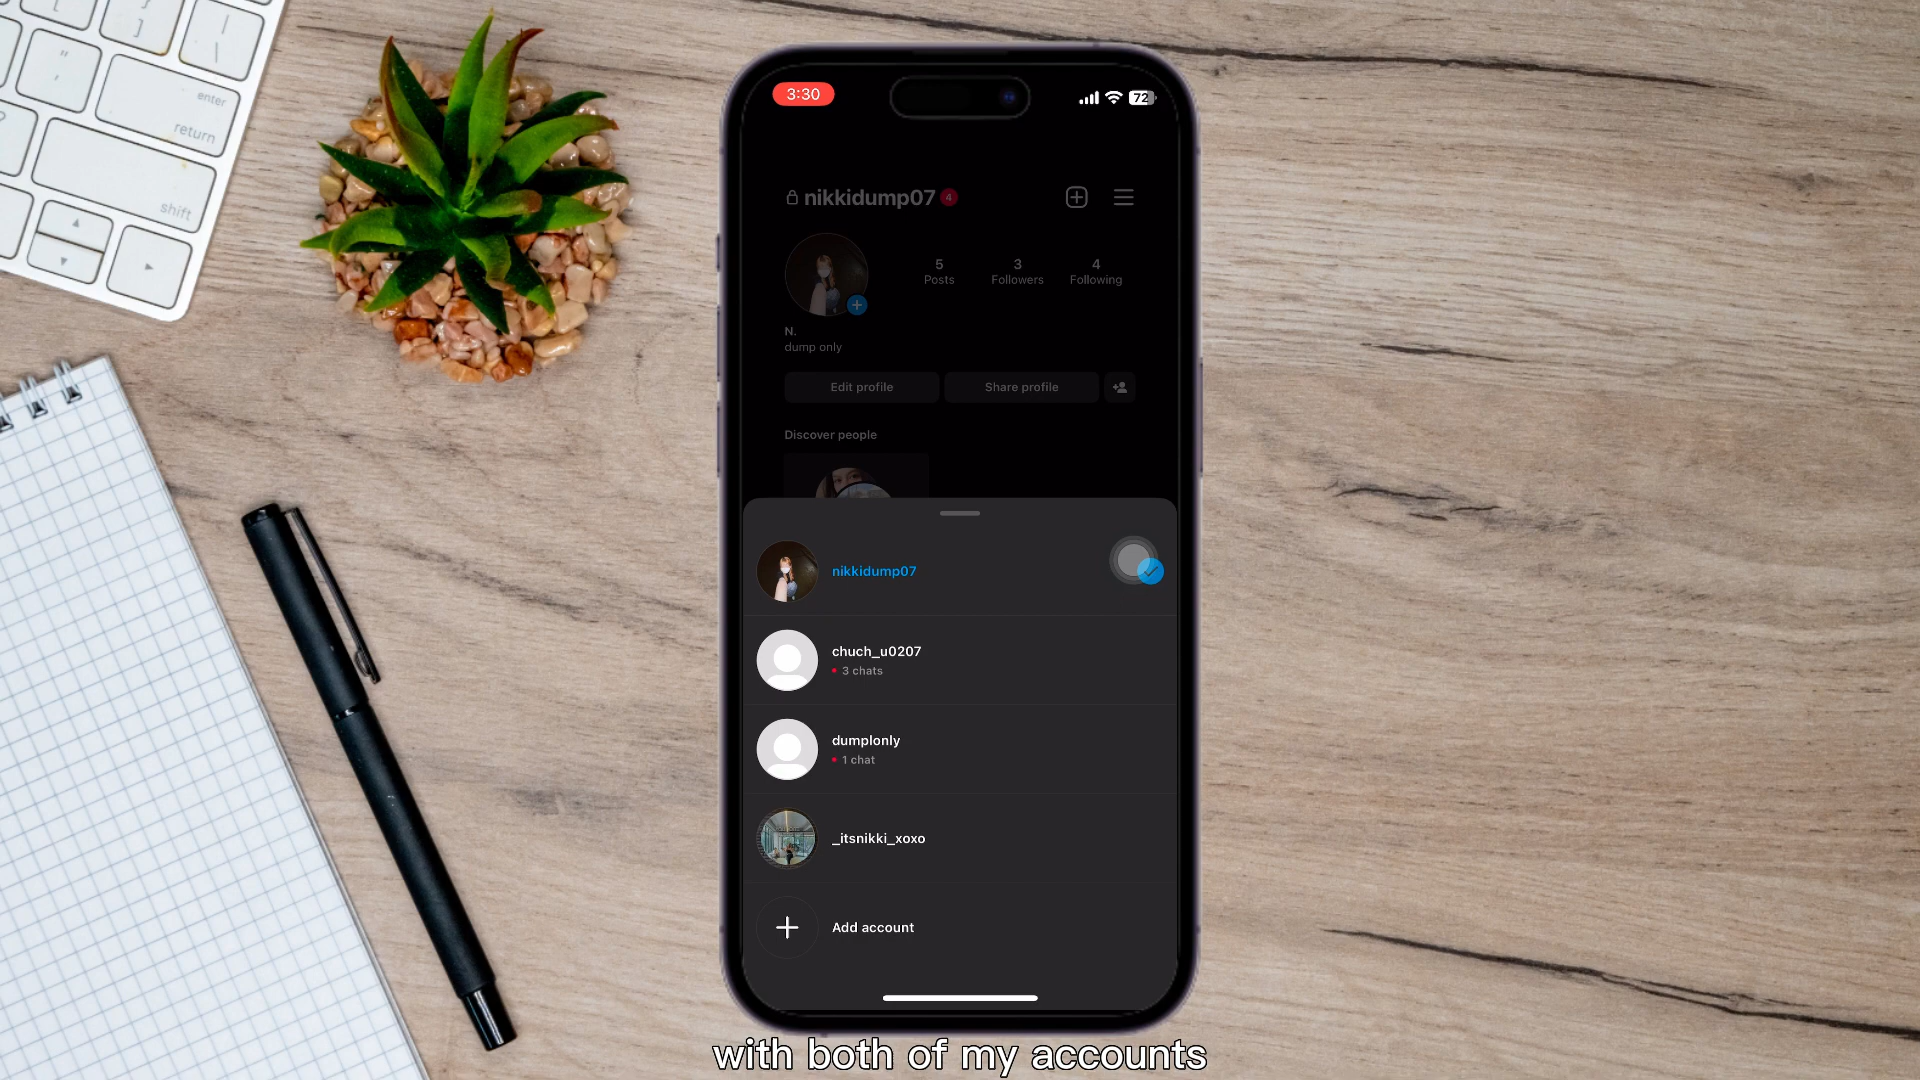 enter
return
shift
3:30
72
nikkidump07 4
5
Posts
3
Followers
4
Following
N.
dump only
Edit profile
Share profile
Discover people
nikkidump07
chuch_u0207
3 chats
dumplonly
1 chat
_itsnikki_xoxo
Add account
with both of my accounts